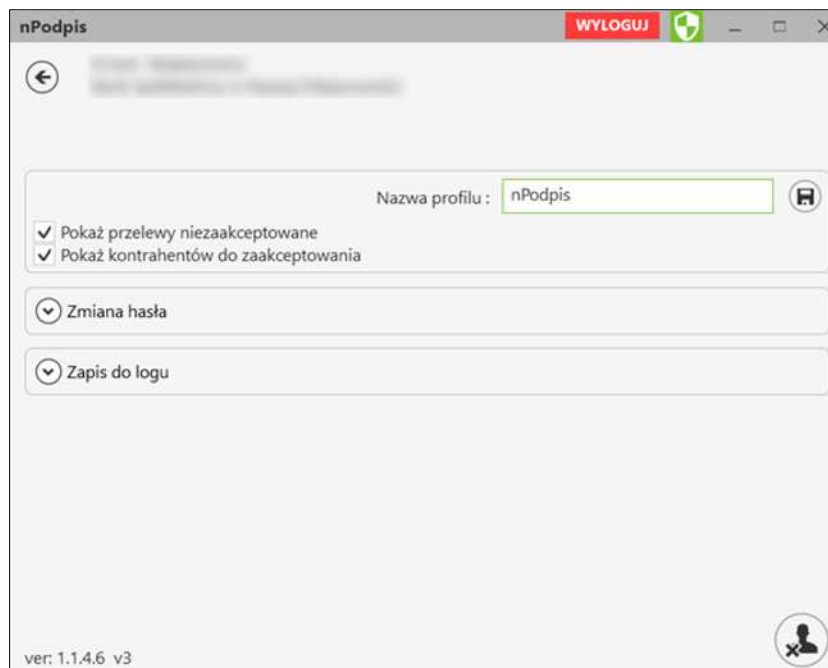 nPodpis WYLOGUJ
Nazwa profilu : nPodpis
Pokaż przelewy niezaakceptowane
Pokaż kontrahentów do zaakceptowania
Zmiana hasła
Zapis do logu
ver: 1.1.4.6 v3